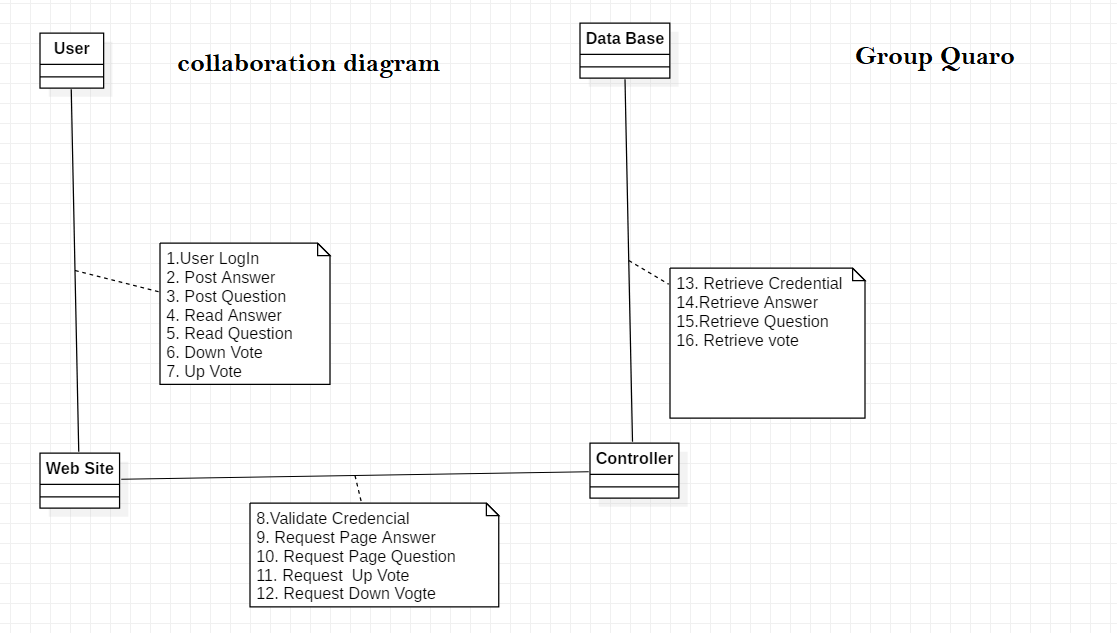 User
collaboration diagram
Data Base
Group Quaro
1.User LogIn
2. Post Answer
3. Post Question
4. Read Answer
5. Read Question
6. Down Vote
7. Up Vote
13. Retrieve Credential
14.Retrieve Answer
15.Retrieve Question
16. Retrieve vote
Web Site
Controller
8.Validate Credencial
9. Request Page Answer
10. Request Page Question
11. Request  Up Vote
12. Request Down Vogte